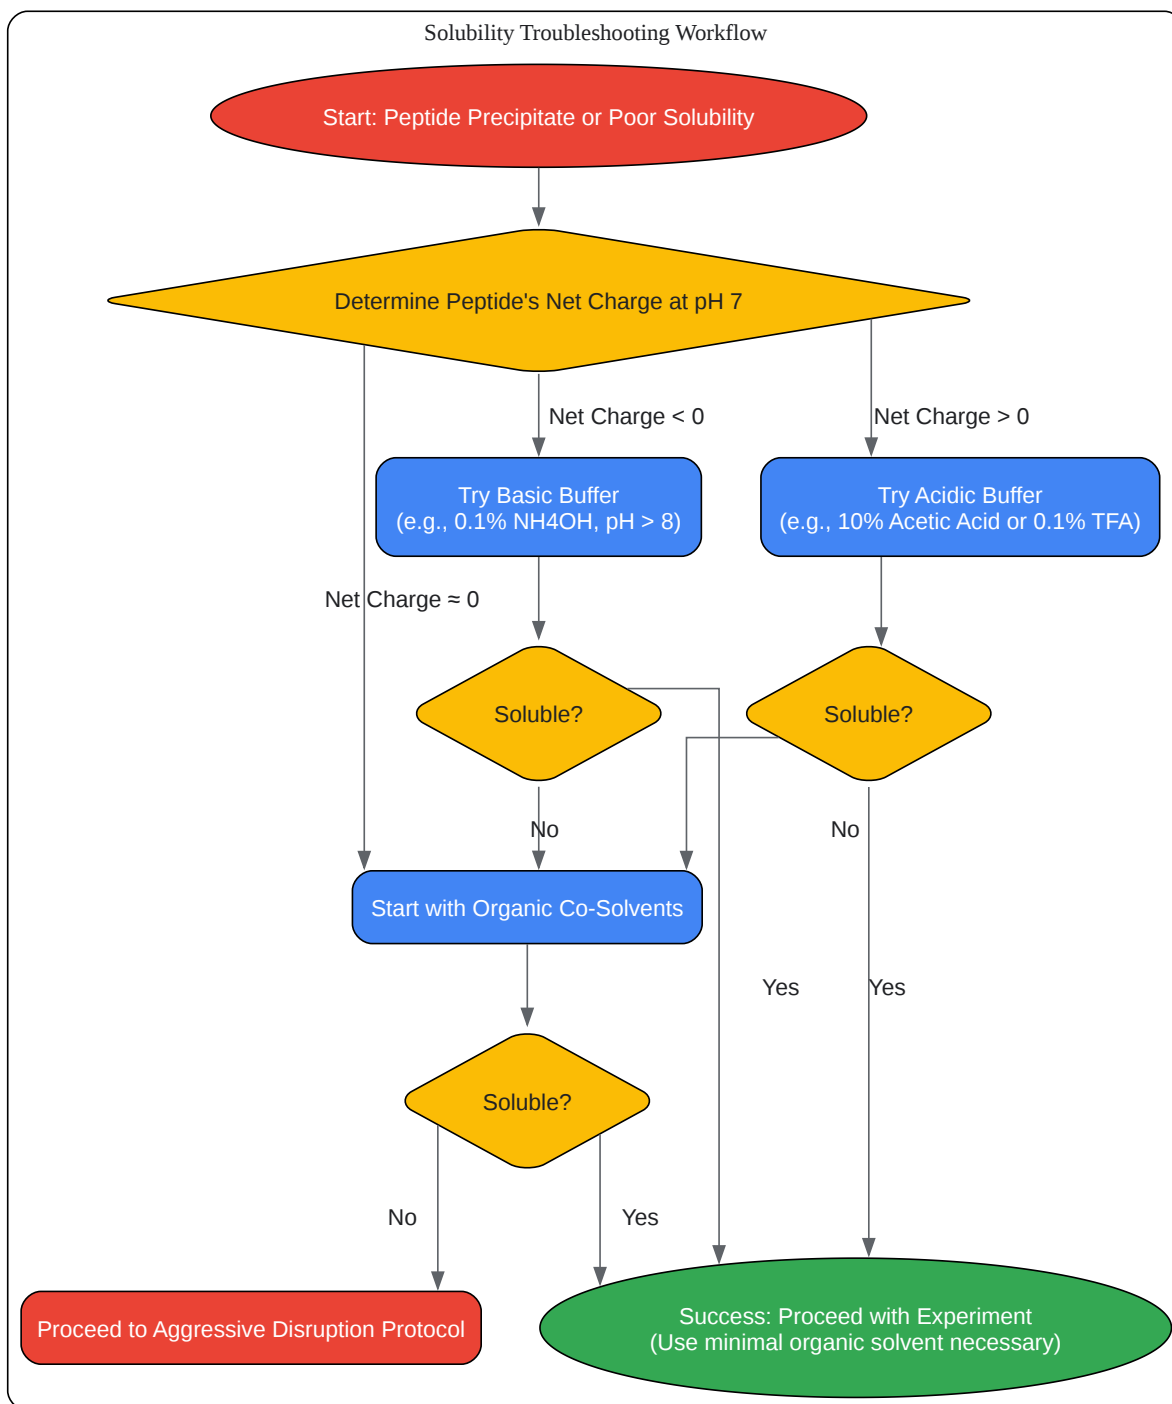 Solubility Troubleshooting Workflow
Start: Peptide Precipitate or Poor Solubility
Determine Peptide's Net Charge at pH 7
Net Charge < 0
Net Charge > 0
Try Basic Buffer
(e.g., 0.1% NH4OH, pH > 8)
Try Acidic Buffer
(e.g., 10% Acetic Acid or 0.1% TFA)
Net Charge ≈ 0
Soluble?
Soluble?
No
No
Start with Organic Co-Solvents
Yes
Yes
Soluble?
No
Yes
Proceed to Aggressive Disruption Protocol
Success: Proceed with Experiment
(Use minimal organic solvent necessary)